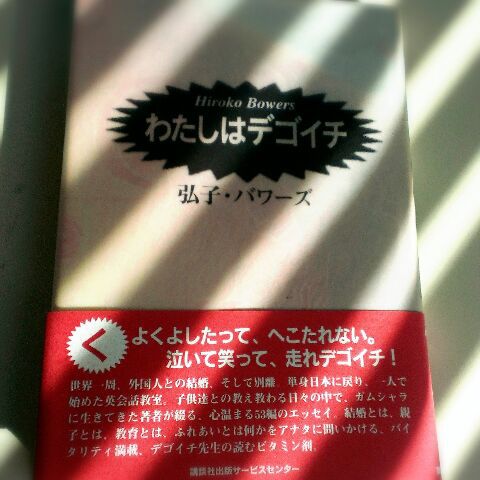 Hiroko Bowers
わたしはデゴイチ
弘子・バワーズ
く よくよしたって、へこたれない。
泣いて笑って、走れデゴイチ！
世界一周、外国人との結婚、そして別離。単身日本に戻り、一人で
始めた英会話教室。子供達との教え教わる日々の中で、ガムシャラ
に生きてきた著者が綴る、心温まる53編のエッセイ。結婚とは、親
子とは、教育とは、ふれあいとは何かをアナタに問いかける、バイ
タリティ満載、デゴイチ先生の読むビタミン剤。
講談社出版サービスセンター